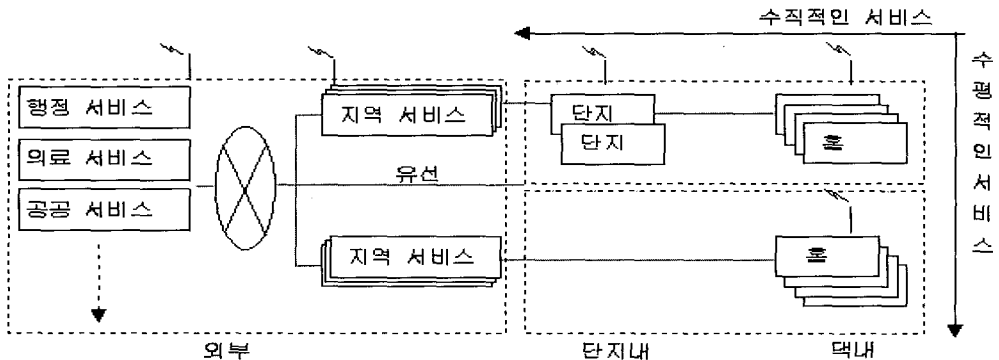 수직적인 서비스
수평적인서비스
행정 서비스
의료 서비스
공공 서비스
지역 서비스
유선
지역 서비스
단지
단지
홈
홈
외부
단지내
댁내